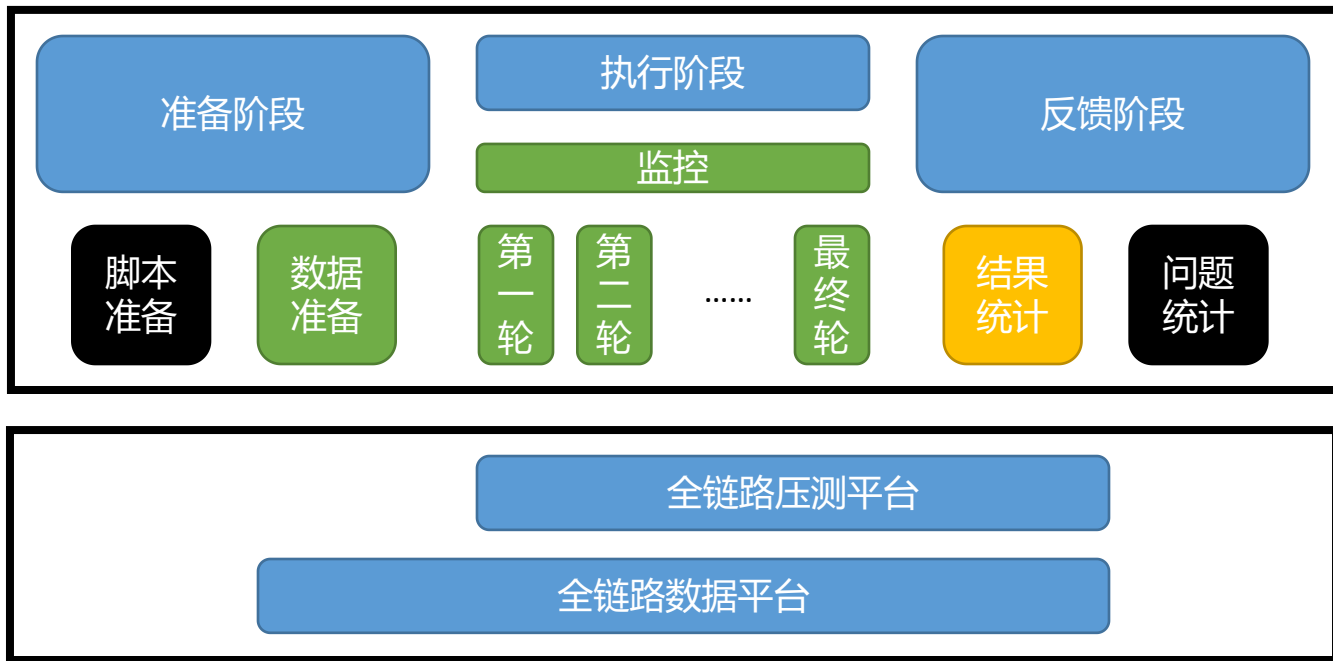 准备阶段
执行阶段
反馈阶段
监控
脚本
准备
数据
准备
第
一
轮
第
二
轮
......
最
终
轮
结果
统计
问题
统计
全链路压测平台
全链路数据平台